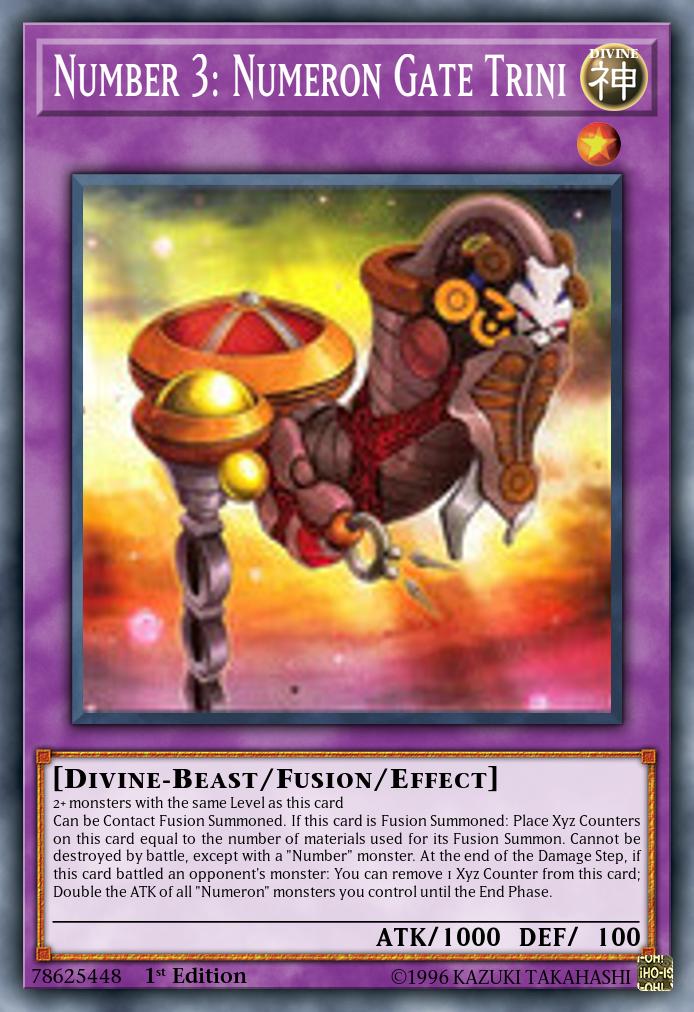 Number 3: Numeron Gate Trini
DIVINE
神
[Divine-Beast/Fusion/Effect]
2+ monsters with the same Level as this card
Can be Contact Fusion Summoned. If this card is Fusion Summoned: Place Xyz Counters
on this card equal to the number of materials used for its Fusion Summon. Cannot be
destroyed by battle, except with a "Number" monster. At the end of the Damage Step, if
this card battled an opponent's monster: You can remove 1 Xyz Counter from this card;
Double the ATK of all "Numeron" monsters you control until the End Phase.
ATK/1000 DEF/ 100
78625448 1st Edition ©1996 KAZUKI TAKAHASHI